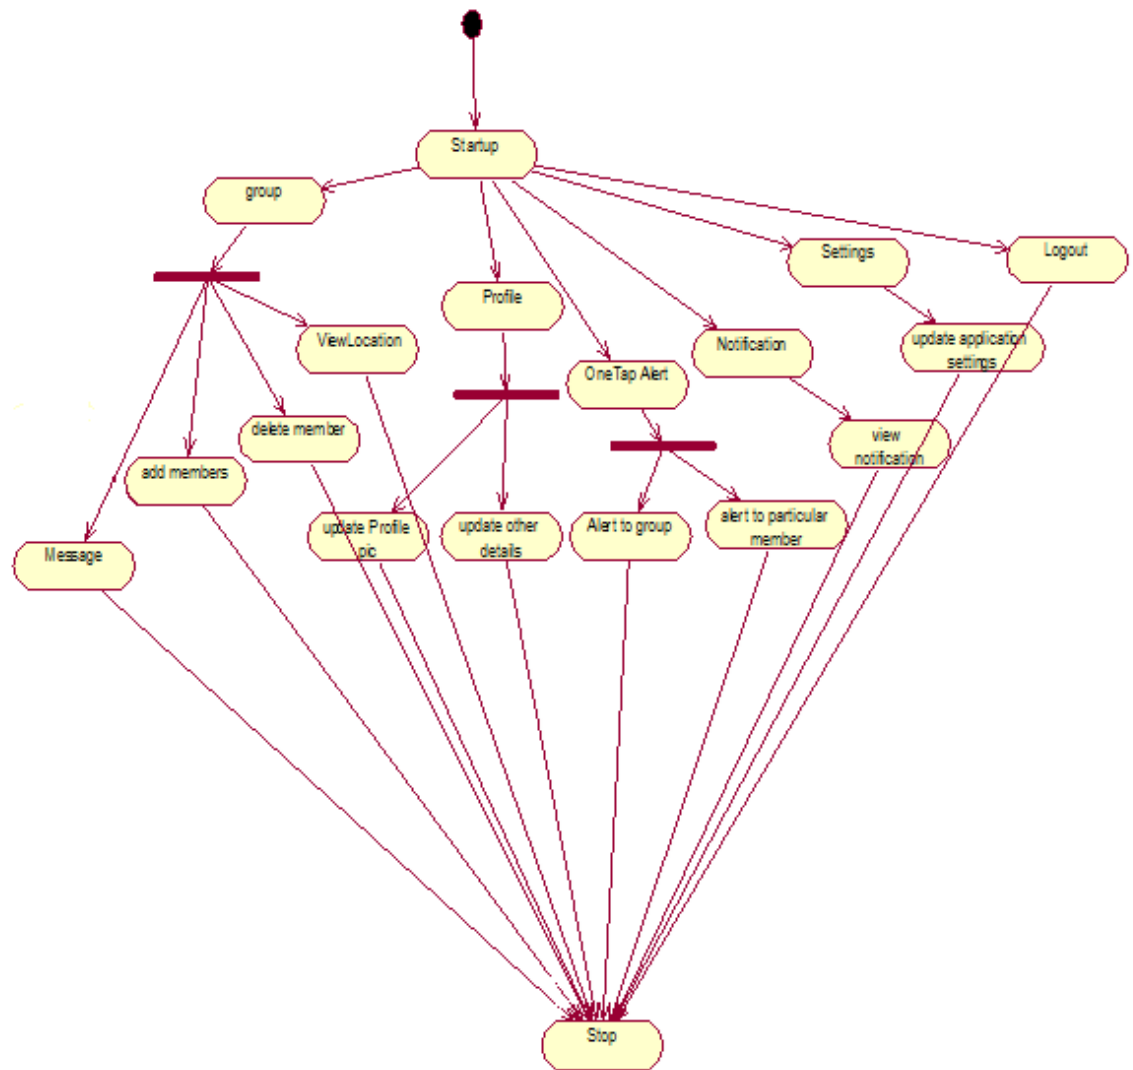 Startup
group
Settings
Logout
Profile
ViewLocation
Notification
update application
settings
OneTap Alert
delete member
view
notification
add members
update Profile
pic
update other
details
Alert to group
alert to particular
member
Message
Stop